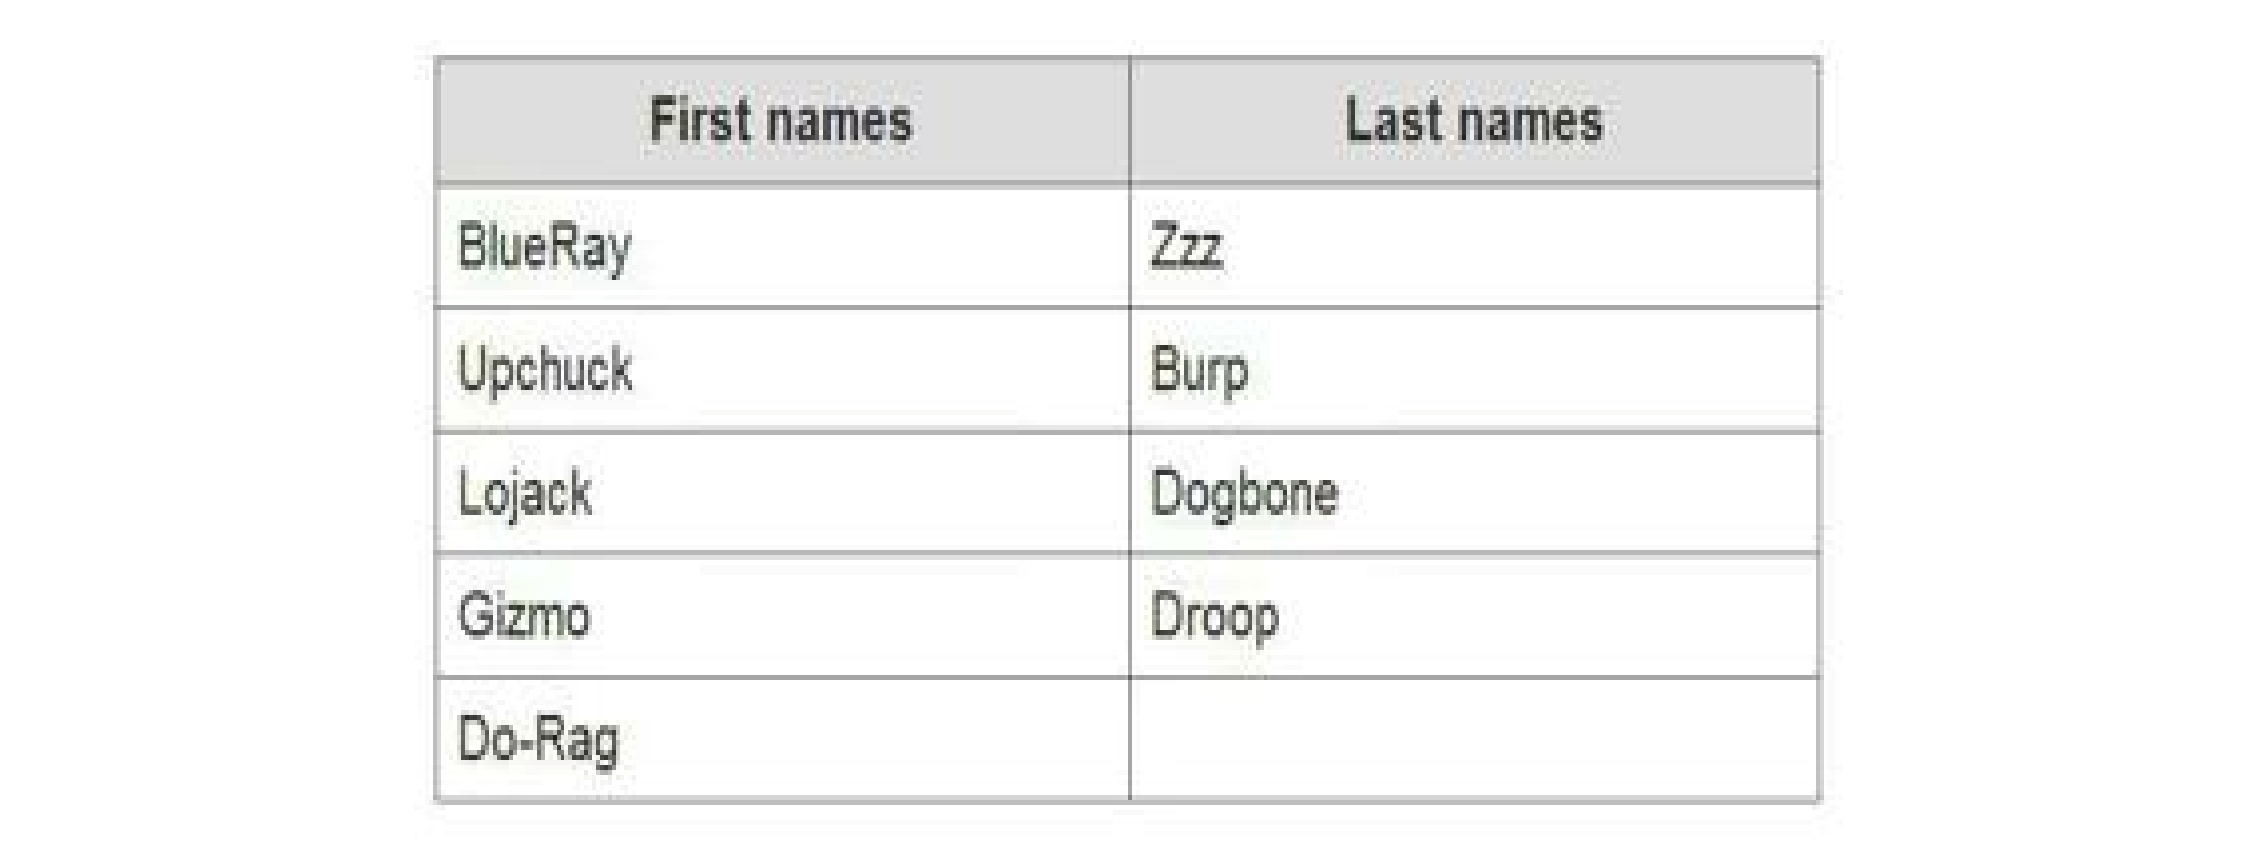 First names Last names
BlueRay Zzz
Upchuck Burp
Lojack Dogbone
Gizmo Droop
Do-Rag